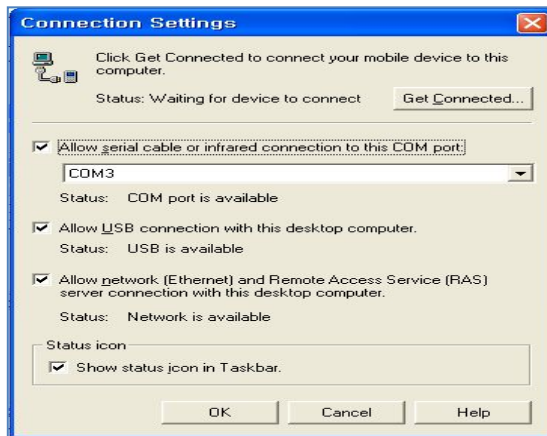 Connection Settings
Click Get Connected to connect your mobile device to this
computer.
Status: Waiting for device to connect
Get Connected...
Allow serial cable or infrared connection to this COM port:
COM3
Status: COM port is available
Allow USB connection with this desktop computer.
Status: USB is available
Allow network (Ethernet) and Remote Access Service (RAS)
server connection with this desktop computer.
Status: Network is available
Status icon
Show status icon in Taskbar.
OK Cancel Help